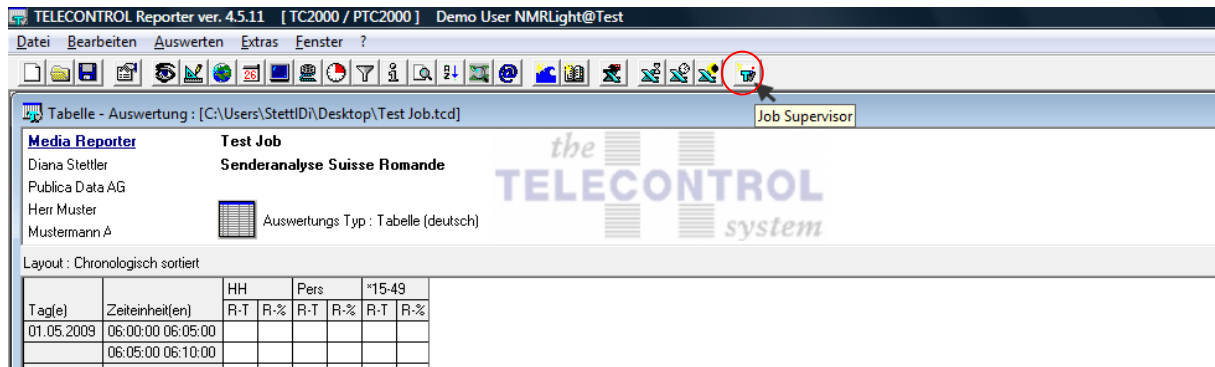 TELECONTROL Reporter ver. 4.5.11 [ TC2000 / PTC2000 ] Demo User NMRLight@Test
Datei Bearbeiten Auswerten Extras Fenster ?
26
Job Supervisor
Tabelle - Auswertung : [C:\Users\StettlDi\Desktop\Test Job.tcd]
Media Reporter Test Job
Diana Stettler Senderanalyse Suisse Romande
Publica Data AG
Herr Muster
Mustermann A
Auswertungs Typ : Tabelle (deutsch)
the
TELECONTROL
system
Layout : Chronologisch sortiert
HH Pers *15-49
Tag(e) Zeiteinheit(en) R-T R-% R-T R-% R-T R-%
01.05.2009 06:00:00 06:05:00
06:05:00 06:10:00